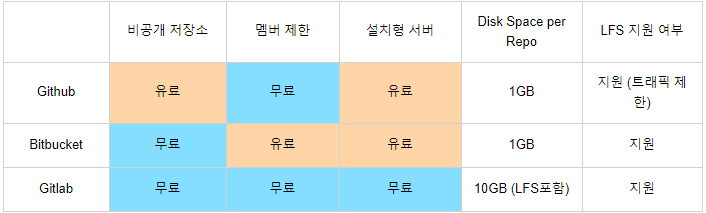 비공개 저장소 멤버 제한 설치형 서버 Disk Space per Repo LFS 지원 여부
Github 유료 무료 유료 1GB 지원 (트래픽 제한)
Bitbucket 무료 유료 유료 1GB 지원
Gitlab 무료 무료 무료 10GB (LFS포함) 지원